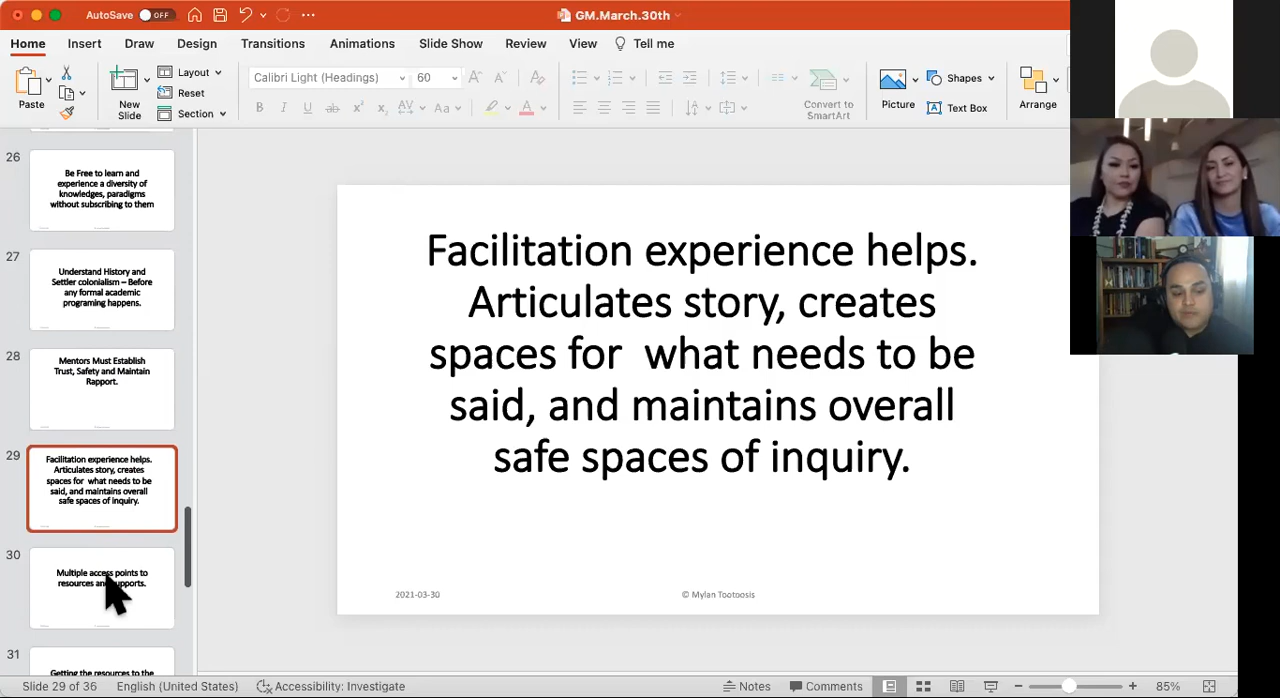 AutoSave OFF
GM.March.30th
Home Insert Draw Design Transitions Animations Slide Show Review View Tell me
Paste
New
Slide
Layout
Reset
Section
Calibri Light (Headings) 60
Convert to
SmartArt
Picture
Shapes
Text Box
Arrange
26
Be Free to learn and
experience a diversity of
knowledges, paradigms
without subscribing to them
27
Understand History and
Settler colonialism – Before
any formal academic
programing happens.
28
Mentors Must Establish
Trust, Safety and Maintain
Rapport.
29
Facilitation experience helps.
Articulates story, creates
spaces for what needs to be
said, and maintains overall
safe spaces of inquiry.
30
Multiple access points to
resources and supports.
31
Getting the resources to the
Facilitation experience helps.
Articulates story, creates
spaces for  what needs to be
said, and maintains overall
safe spaces of inquiry.
2021-03-30
© Mylan Tootoosis
Slide 29 of 36 English (United States) Accessibility: Investigate Notes Comments 85%